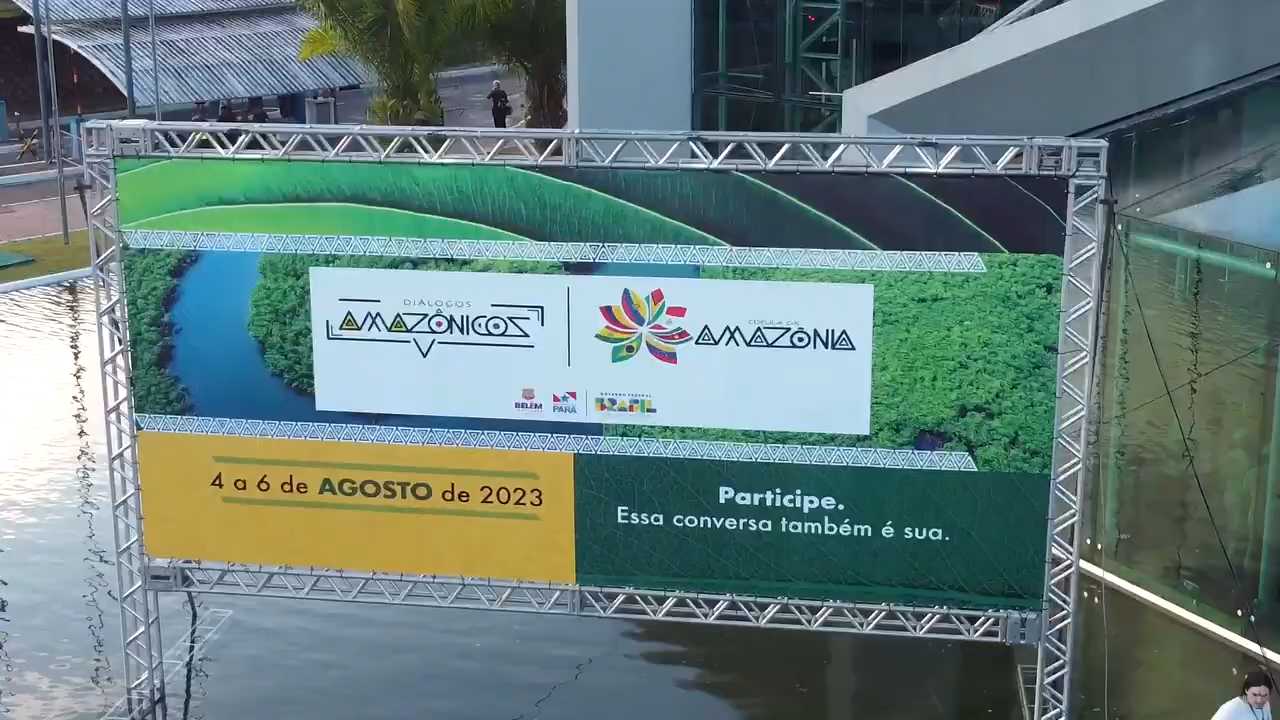 DIÁLOGOS
AMAZÔNICOS
CÚPULA DA
AMAZÔNIA
BELÉM
PARÁ
GOVERNO FEDERAL
BRASIL
4 a 6 de AGOSTO de 2023
Participe.
Essa conversa também é sua.